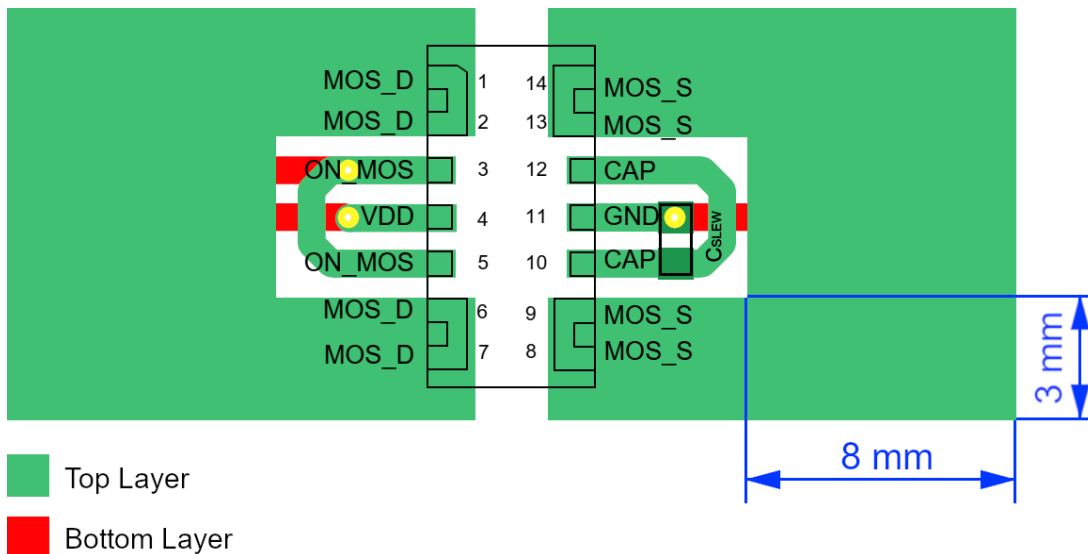 MOS_D 1 14 MOS_S
MOS_D 2 13 MOS_S
ON_MOS 3 12 CAP
VDD 4 11 GND
CSLEW
ON_MOS 5 10 CAP
MOS_D 6 9 MOS_S
MOS_D 7 8 MOS_S
3 mm
8 mm
Top Layer
Bottom Layer